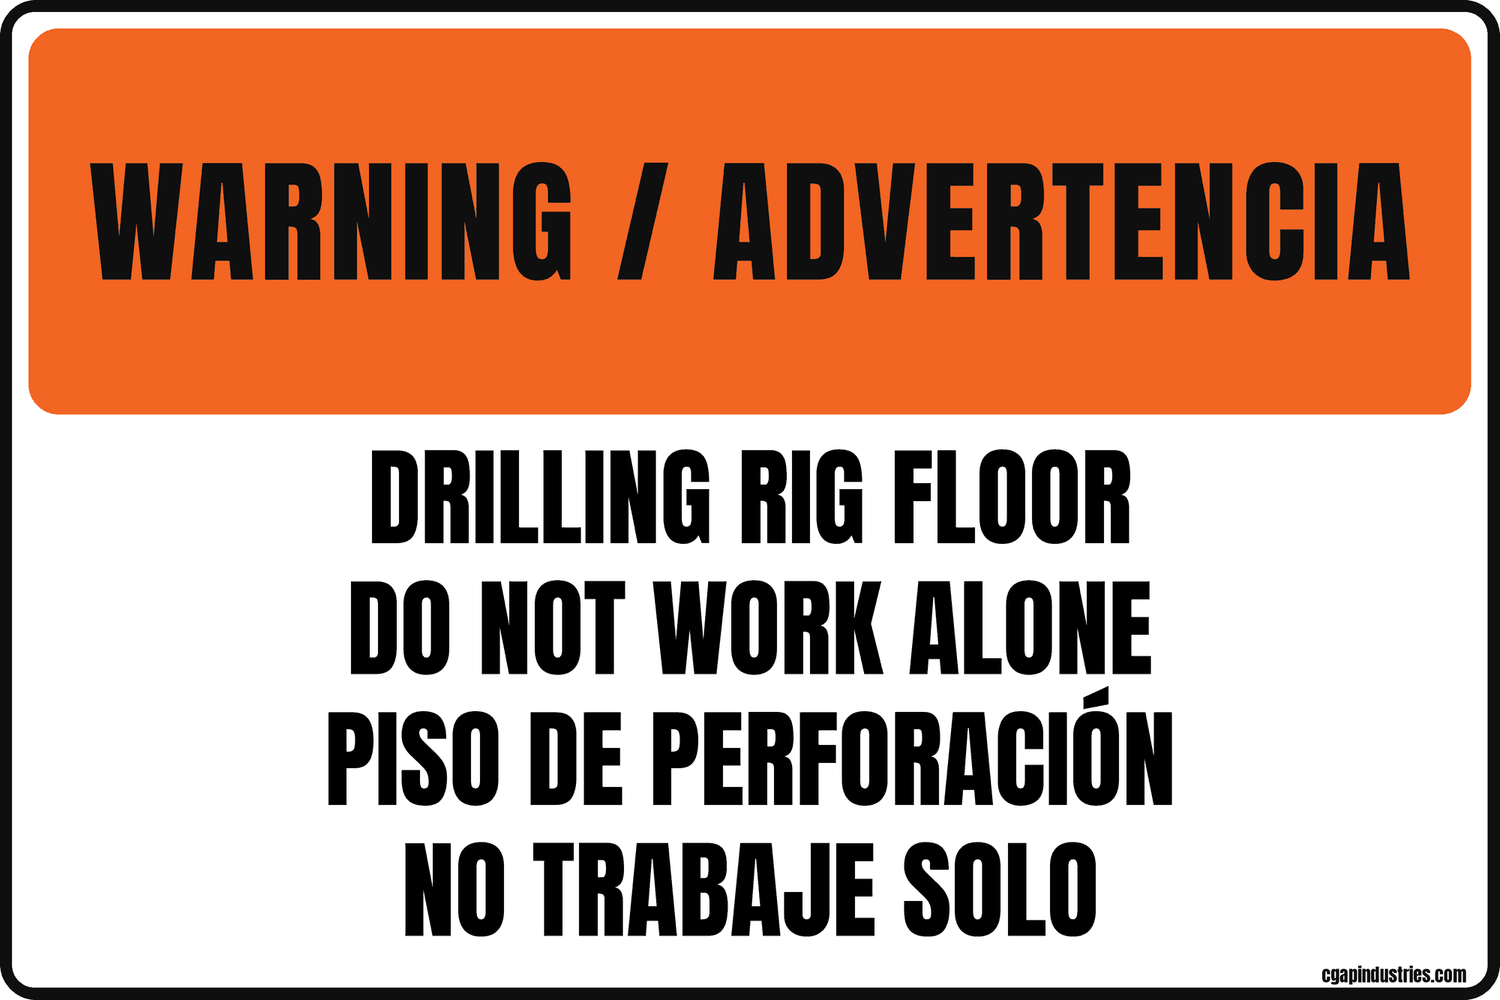 WARNING / ADVERTENCIA
DRILLING RIG FLOOR
DO NOT WORK ALONE
PISO DE PERFORACIÓN
NO TRABAJE SOLO
cgapindustries.com